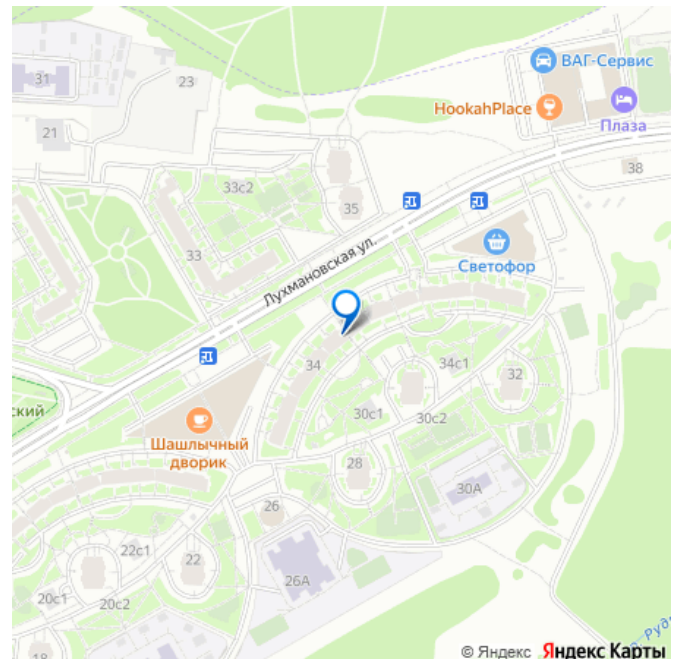 31
23
ВАГ-Сервис
HookahPlace
Плаза
21
38
33с2
35
33
Лухмановская ул.
Светофор
34
34с1
32
ский
30с1
30с2
Шашлычный
дворик
28
30А
26
22с1
22
26А
20с1
20с2
18
р. Руд
© Яндекс Яндекс Карты